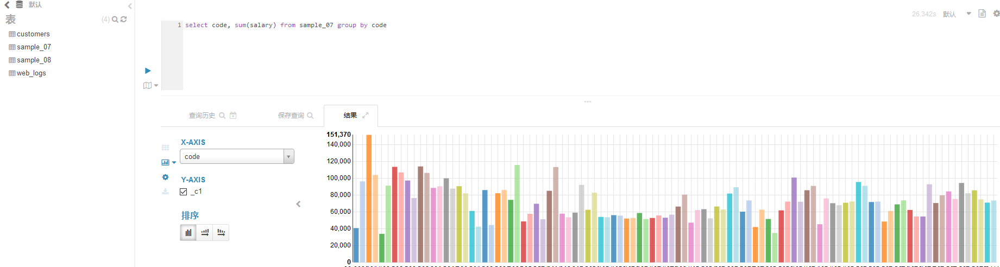 默认
表 (4)
customers
sample_07
sample_08
web_logs
26.342s 默认
1 select code, sum(salary) from sample_07 group by code
查询历史 保存查询 结果
X-AXIS
code
Y-AXIS
_c1
排序
151,370
140,000
120,000
100,000
80,000
60,000
40,000
20,000
0